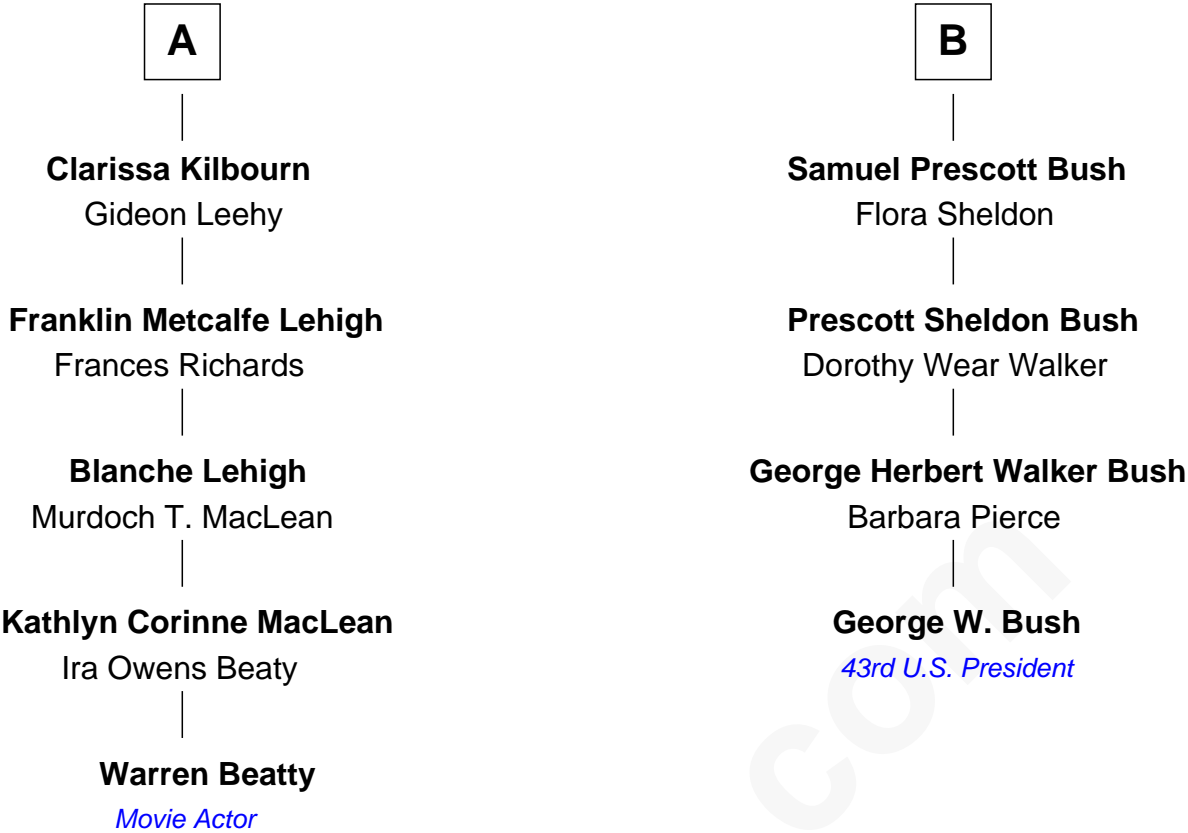 A
Clarissa Kilbourn
Gideon Leehy
Franklin Metcalfe Lehigh
Frances Richards
Blanche Lehigh
Murdoch T. MacLean
Kathlyn Corinne MacLean
Ira Owens Beaty
Warren Beatty
Movie Actor
B
Samuel Prescott Bush
Flora Sheldon
Prescott Sheldon Bush
Dorothy Wear Walker
George Herbert Walker Bush
Barbara Pierce
George W. Bush
43rd U.S. President
com